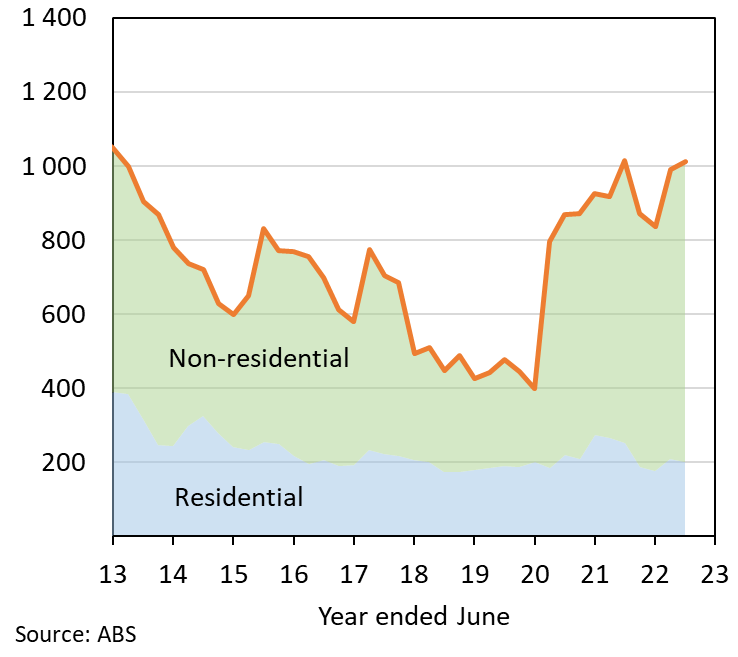 1 400
1 200
1 000
800
600
400
200
Non-residential
Residential
13 14 15 16 17 18 19 20 21 22 23
Year ended June
Source: ABS